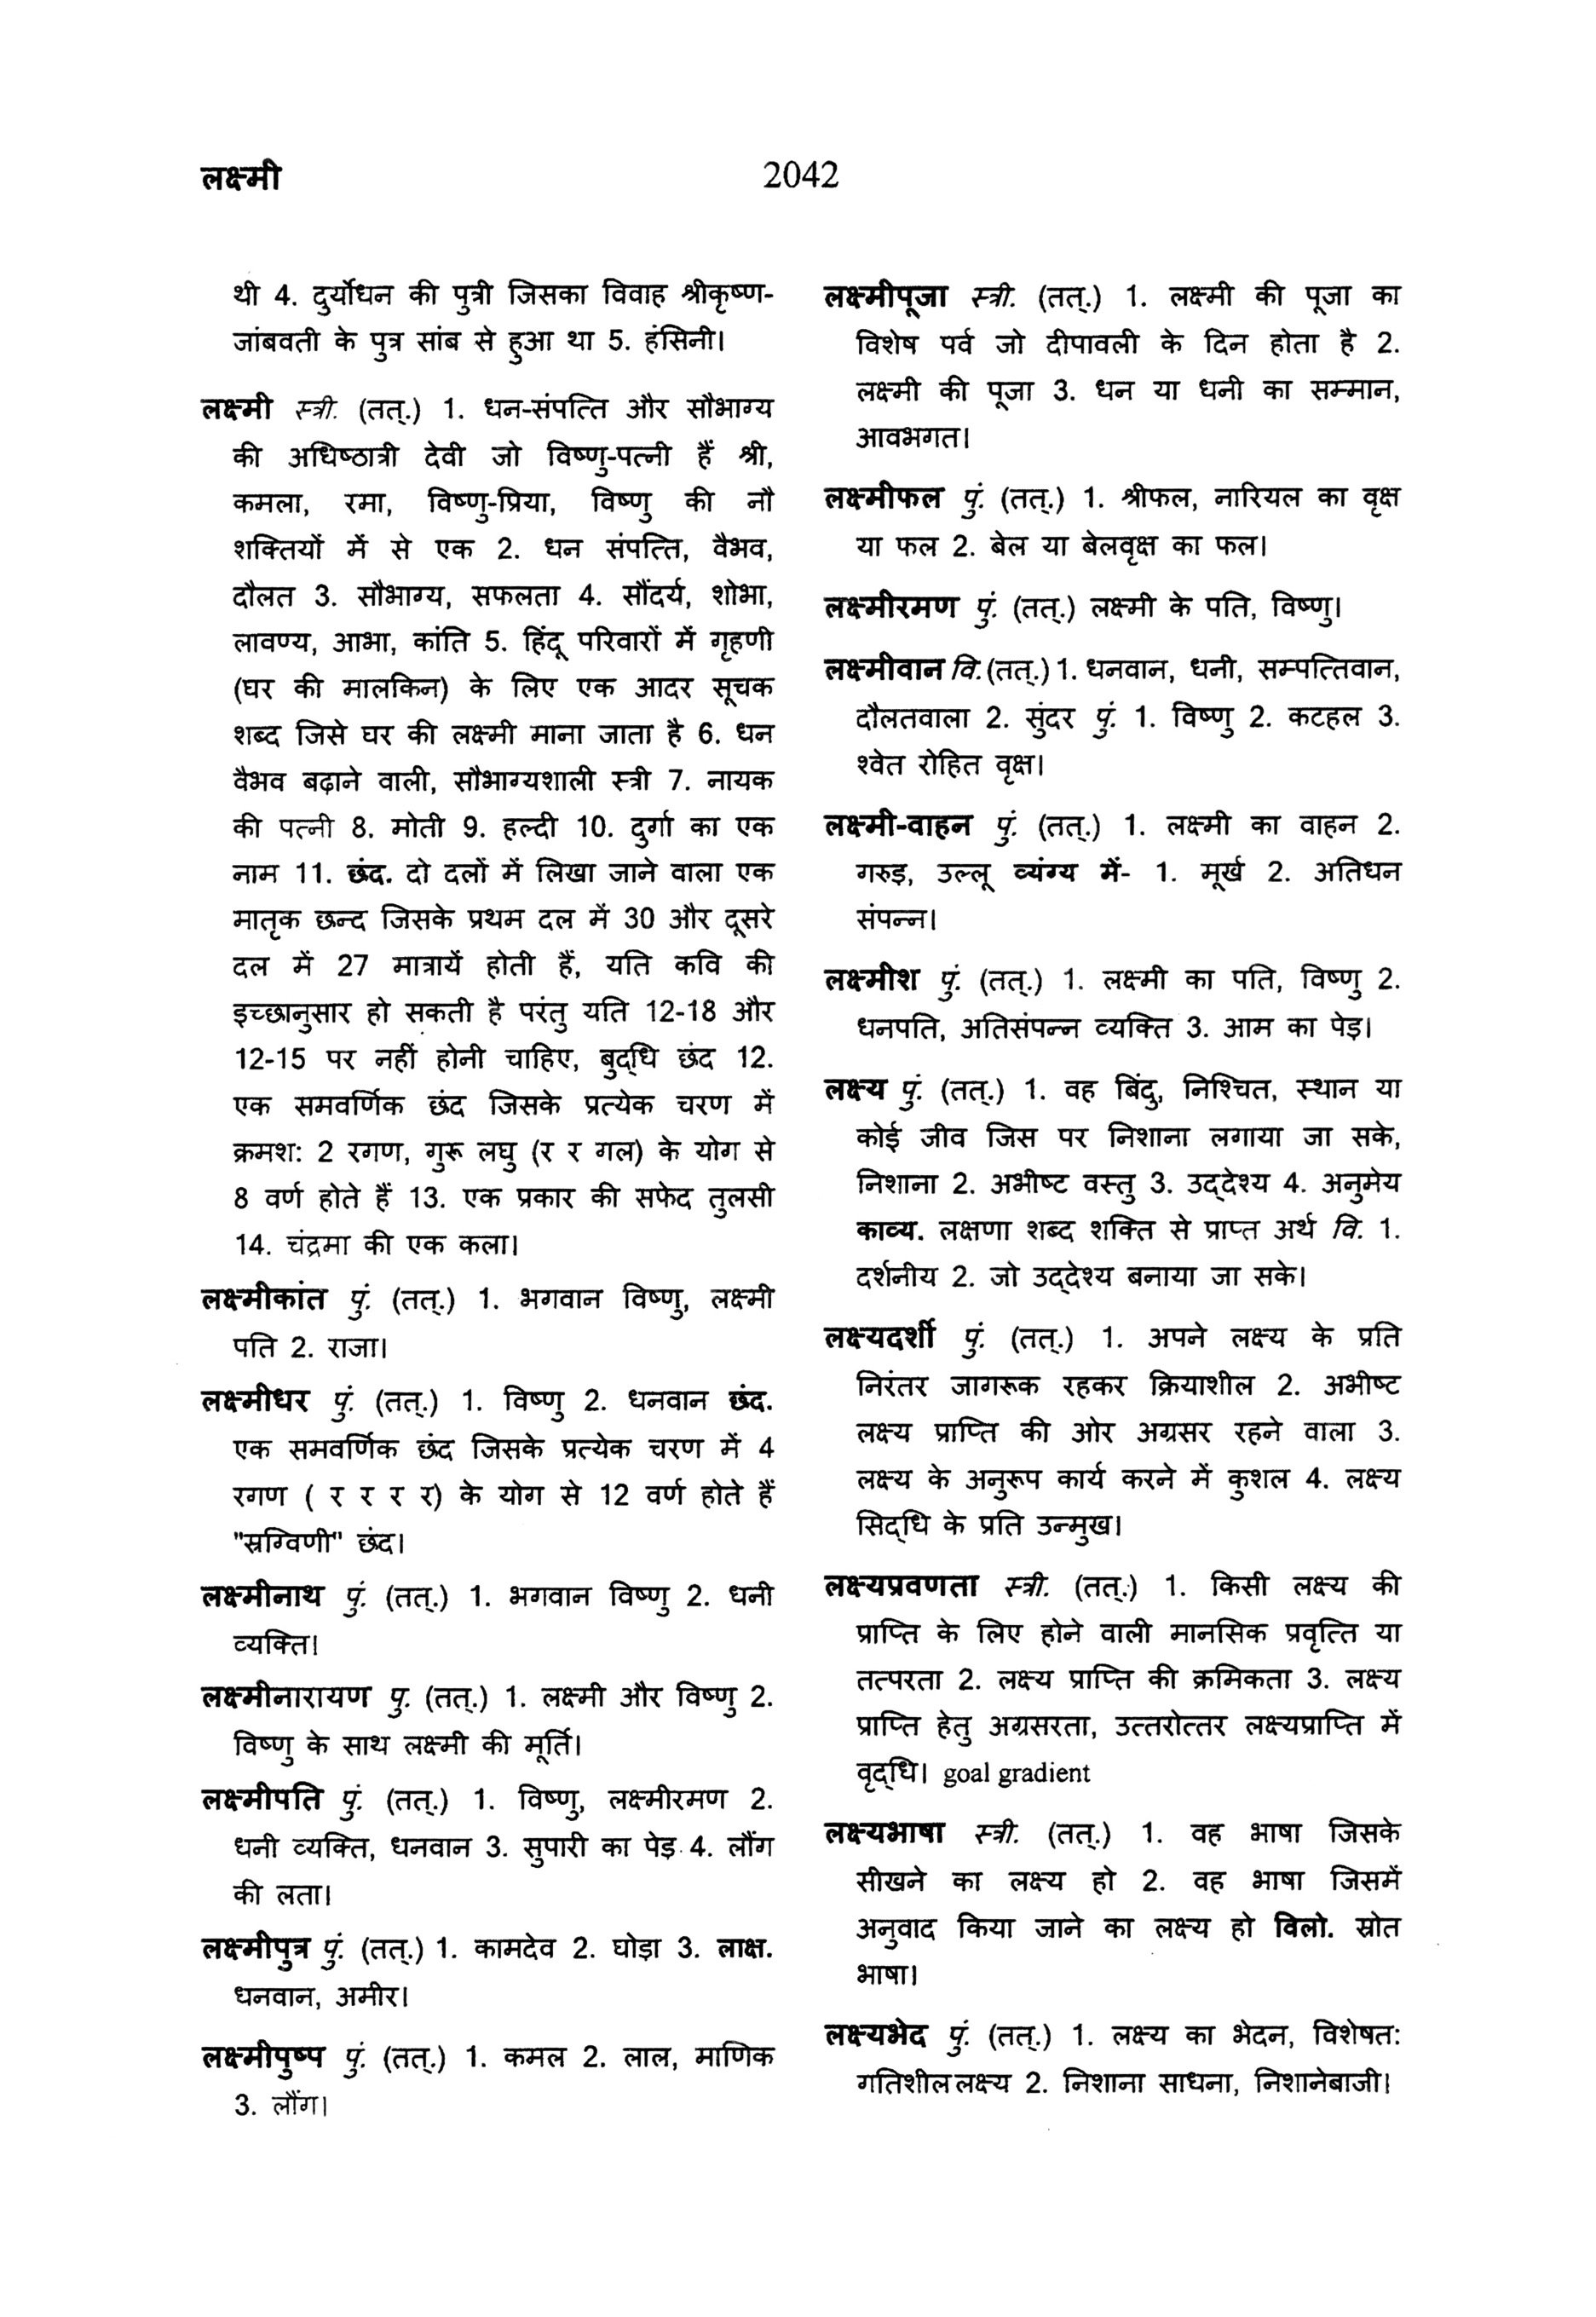 लक्ष्मी
2042
थी 4. दुर्योधन की पुत्री जिसका विवाह श्रीकृष्ण-
जांबवती के पुत्र सांब से हुआ था 5. हंसिनी।
लक्ष्मी स्त्री. (तत्.) 1. धन-संपत्ति और सौभाग्य
की अधिष्ठात्री देवी जो विष्णु-पत्नी हैं श्री,
कमला, रमा, विष्णु-प्रिया, विष्णु की नौ
शक्तियों में से एक 2. धन संपत्ति, वैभव,
दौलत 3. सौभाग्य, सफलता 4. सौंदर्य, शोभा,
लावण्य, आभा, कांति 5. हिंदू परिवारों में गृहणी
(घर की मालकिन) के लिए एक आदर सूचक
शब्द जिसे घर की लक्ष्मी माना जाता है 6. धन
वैभव बढ़ाने वाली, सौभाग्यशाली स्त्री 7. नायक
की पत्नी 8. मोती 9. हल्दी 10. दुर्गा का एक
नाम 11. छंद. दो दलों में लिखा जाने वाला एक
मातृक छन्द जिसके प्रथम दल में 30 और दूसरे
दल में 27 मात्रायें होती हैं, यति कवि की
इच्छानुसार हो सकती है परंतु यति 12-18 और
12-15 पर नहीं होनी चाहिए, बुद्धि छंद 12.
एक समवर्णिक छंद जिसके प्रत्येक चरण में
क्रमश: 2 रगण, गुरू लघु (र र गल) के योग से
8 वर्ण होते हैं 13. एक प्रकार की सफेद तुलसी
14. चंद्रमा की एक कला।
लक्ष्मीकांत पुं. (तत्.) 1. भगवान विष्णु, लक्ष्मी
पति 2. राजा।
लक्ष्मीधर पुं. (तत्.) 1. विष्णु 2. धनवान छंद.
एक समवर्णिक छंद जिसके प्रत्येक चरण में 4
रगण ( र र र र) के योग से 12 वर्ण होते हैं
"स्रग्विणी" छंद।
लक्ष्मीनाथ पुं. (तत्.) 1. भगवान विष्णु 2. धनी
व्यक्ति।
लक्ष्मीनारायण पु. (तत्.) 1. लक्ष्मी और विष्णु 2.
विष्णु के साथ लक्ष्मी की मूर्ति।
लक्ष्मीपति पुं. (तत्.) 1. विष्णु, लक्ष्मीरमण 2.
धनी व्यक्ति, धनवान 3. सुपारी का पेड़ 4. लौंग
की लता।
लक्ष्मीपुत्र पुं. (तत्.) 1. कामदेव 2. घोड़ा 3. लाक्ष.
धनवान, अमीर।
लक्ष्मीपुष्प पुं. (तत्.) 1. कमल 2. लाल, माणिक
3. लौंग।
लक्ष्मीपूजा स्त्री. (तत्.) 1. लक्ष्मी की पूजा का
विशेष पर्व जो दीपावली के दिन होता है 2.
लक्ष्मी की पूजा 3. धन या धनी का सम्मान,
आवभगत।
लक्ष्मीफल पुं. (तत्.) 1. श्रीफल, नारियल का वृक्ष
या फल 2. बेल या बेलवृक्ष का फल।
लक्ष्मीरमण पुं. (तत्.) लक्ष्मी के पति, विष्णु।
लक्ष्मीवान वि. (तत्.) 1. धनवान, धनी, सम्पत्तिवान,
दौलतवाला 2. सुंदर पुं. 1. विष्णु 2. कटहल 3.
श्वेत रोहित वृक्ष।
लक्ष्मी-वाहन पुं. (तत्.) 1. लक्ष्मी का वाहन 2.
गरुड़, उल्लू व्यंग्य में- 1. मूर्ख 2. अतिधन
संपन्न।
लक्ष्मीश पुं. (तत्.) 1. लक्ष्मी का पति, विष्णु 2.
धनपति, अतिसंपन्न व्यक्ति 3. आम का पेड़।
लक्ष्य पुं. (तत्.) 1. वह बिंदु, निश्चित, स्थान या
कोई जीव जिस पर निशाना लगाया जा सके,
निशाना 2. अभीष्ट वस्तु 3. उद्देश्य 4. अनुमेय
काव्य. लक्षणा शब्द शक्ति से प्राप्त अर्थ वि. 1.
दर्शनीय 2. जो उद्देश्य बनाया जा सके।
लक्ष्यदर्शी पुं. (तत्.) 1. अपने लक्ष्य के प्रति
निरंतर जागरूक रहकर क्रियाशील 2. अभीष्ट
लक्ष्य प्राप्ति की ओर अग्रसर रहने वाला 3.
लक्ष्य के अनुरूप कार्य करने में कुशल 4. लक्ष्य
सिद्धि के प्रति उन्मुख।
लक्ष्यप्रवणता स्त्री. (तत्.) 1. किसी लक्ष्य की
प्राप्ति के लिए होने वाली मानसिक प्रवृत्ति या
तत्परता 2. लक्ष्य प्राप्ति की क्रमिकता 3. लक्ष्य
प्राप्ति हेतु अग्रसरता, उत्तरोत्तर लक्ष्यप्राप्ति में
वृद्धि। goal gradient
लक्ष्यभाषा स्त्री. (तत्.) 1. वह भाषा जिसके
सीखने का लक्ष्य हो 2. वह भाषा जिसमें
अनुवाद किया जाने का लक्ष्य हो विलो. स्रोत
भाषा।
लक्ष्यभेद पुं. (तत्.) 1. लक्ष्य का भेदन, विशेषत:
गतिशील लक्ष्य 2. निशाना साधना, निशानेबाजी।